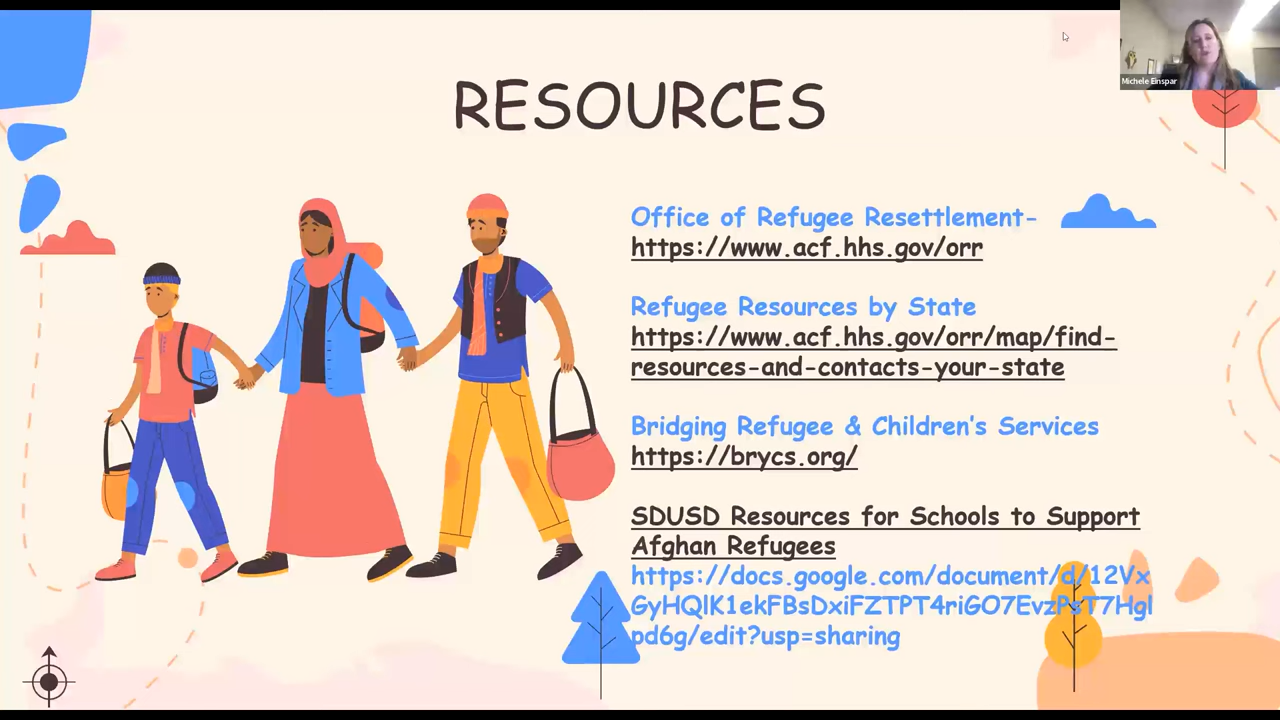 Michele Einspar
RESOURCES
Office of Refugee Resettlement-
https://www.acf.hhs.gov/orr
Refugee Resources by State
https://www.acf.hhs.gov/orr/map/find-
resources-and-contacts-your-state
Bridging Refugee & Children's Services
https://brycs.org/
SDUSD Resources for Schools to Support
Afghan Refugees
https://docs.google.com/document/d/12Vx
GyHQlK1ekFBsDxiFZTPT4riGO7EvzPsT7Hgl
pd6g/edit?usp=sharing